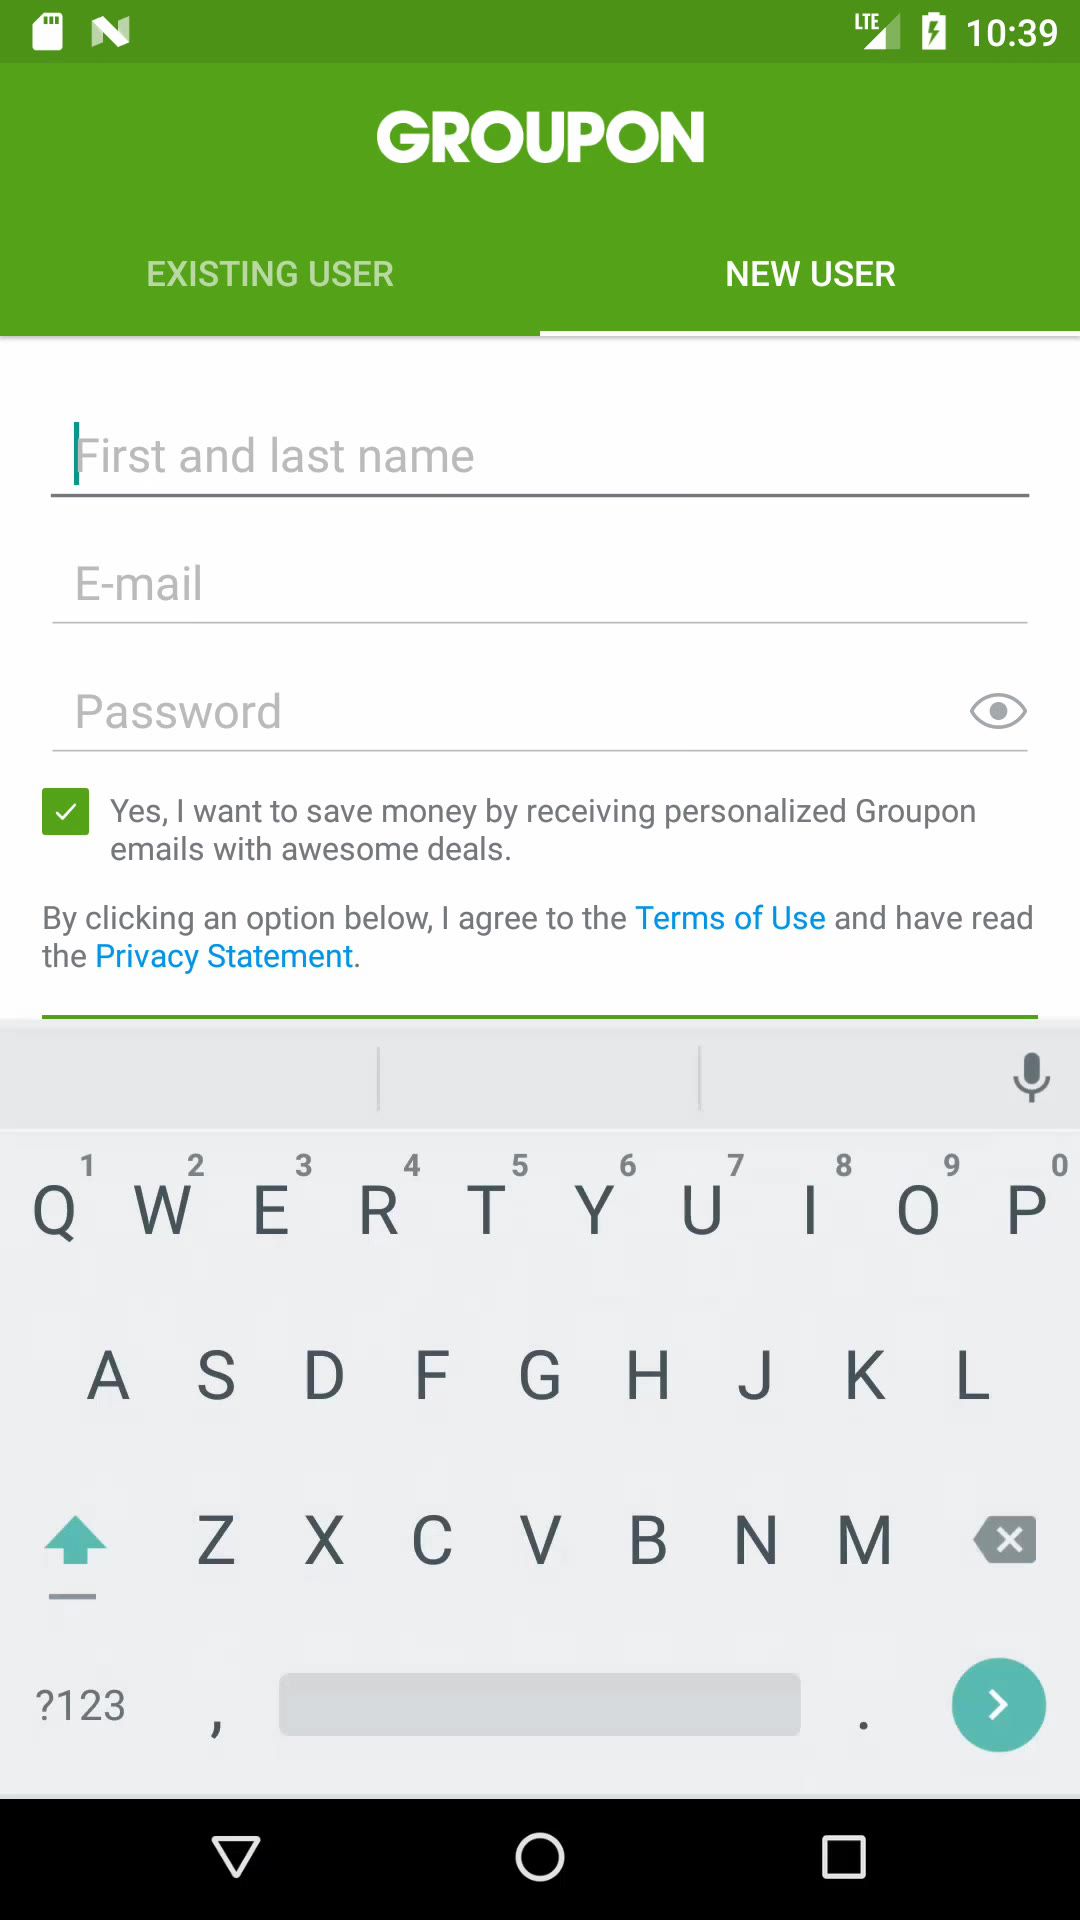 LTE 10:39
GROUPON
EXISTING USER NEW USER
First and last name
E-mail
Password
Yes, I want to save money by receiving personalized Groupon
emails with awesome deals.
By clicking an option below, I agree to the Terms of Use and have read
the Privacy Statement.
1 2 3 4 5 6 7 8 9 0
Q W E R T Y U I O P
A S D F G H J K L
Z X C V B N M
?123 , .